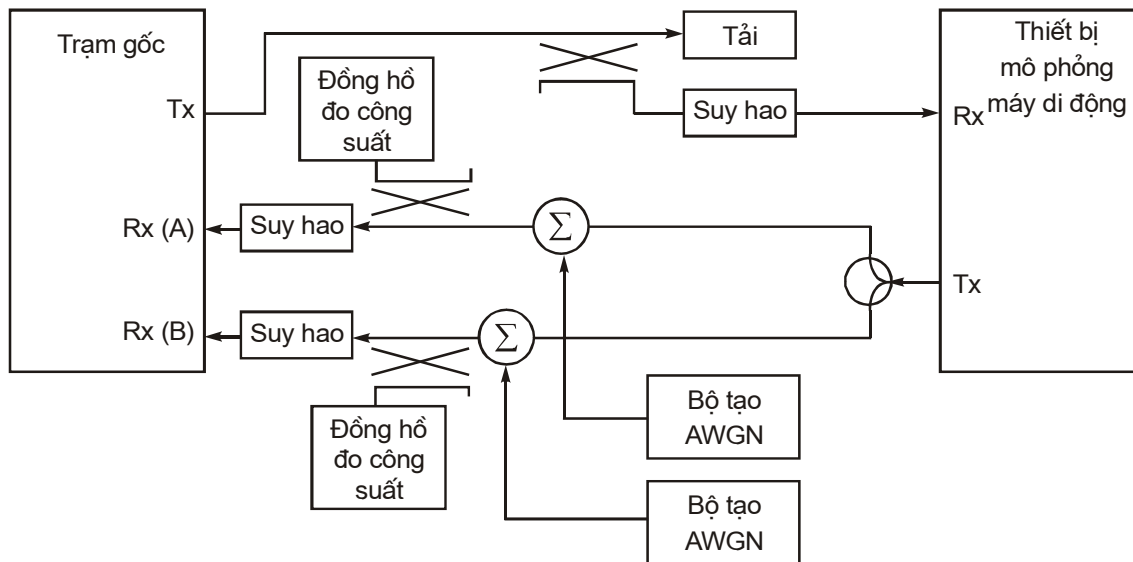 Trạm gốc
Tải
Thiết bị
mô phỏng
máy di động
Đồng hồ
đo công
suất
Tx
Suy hao
Rx
Rx (A)
Suy hao
Σ
Tx
Rx (B)
Suy hao
Σ
Đồng hồ
đo công
suất
Bộ tạo
AWGN
Bộ tạo
AWGN